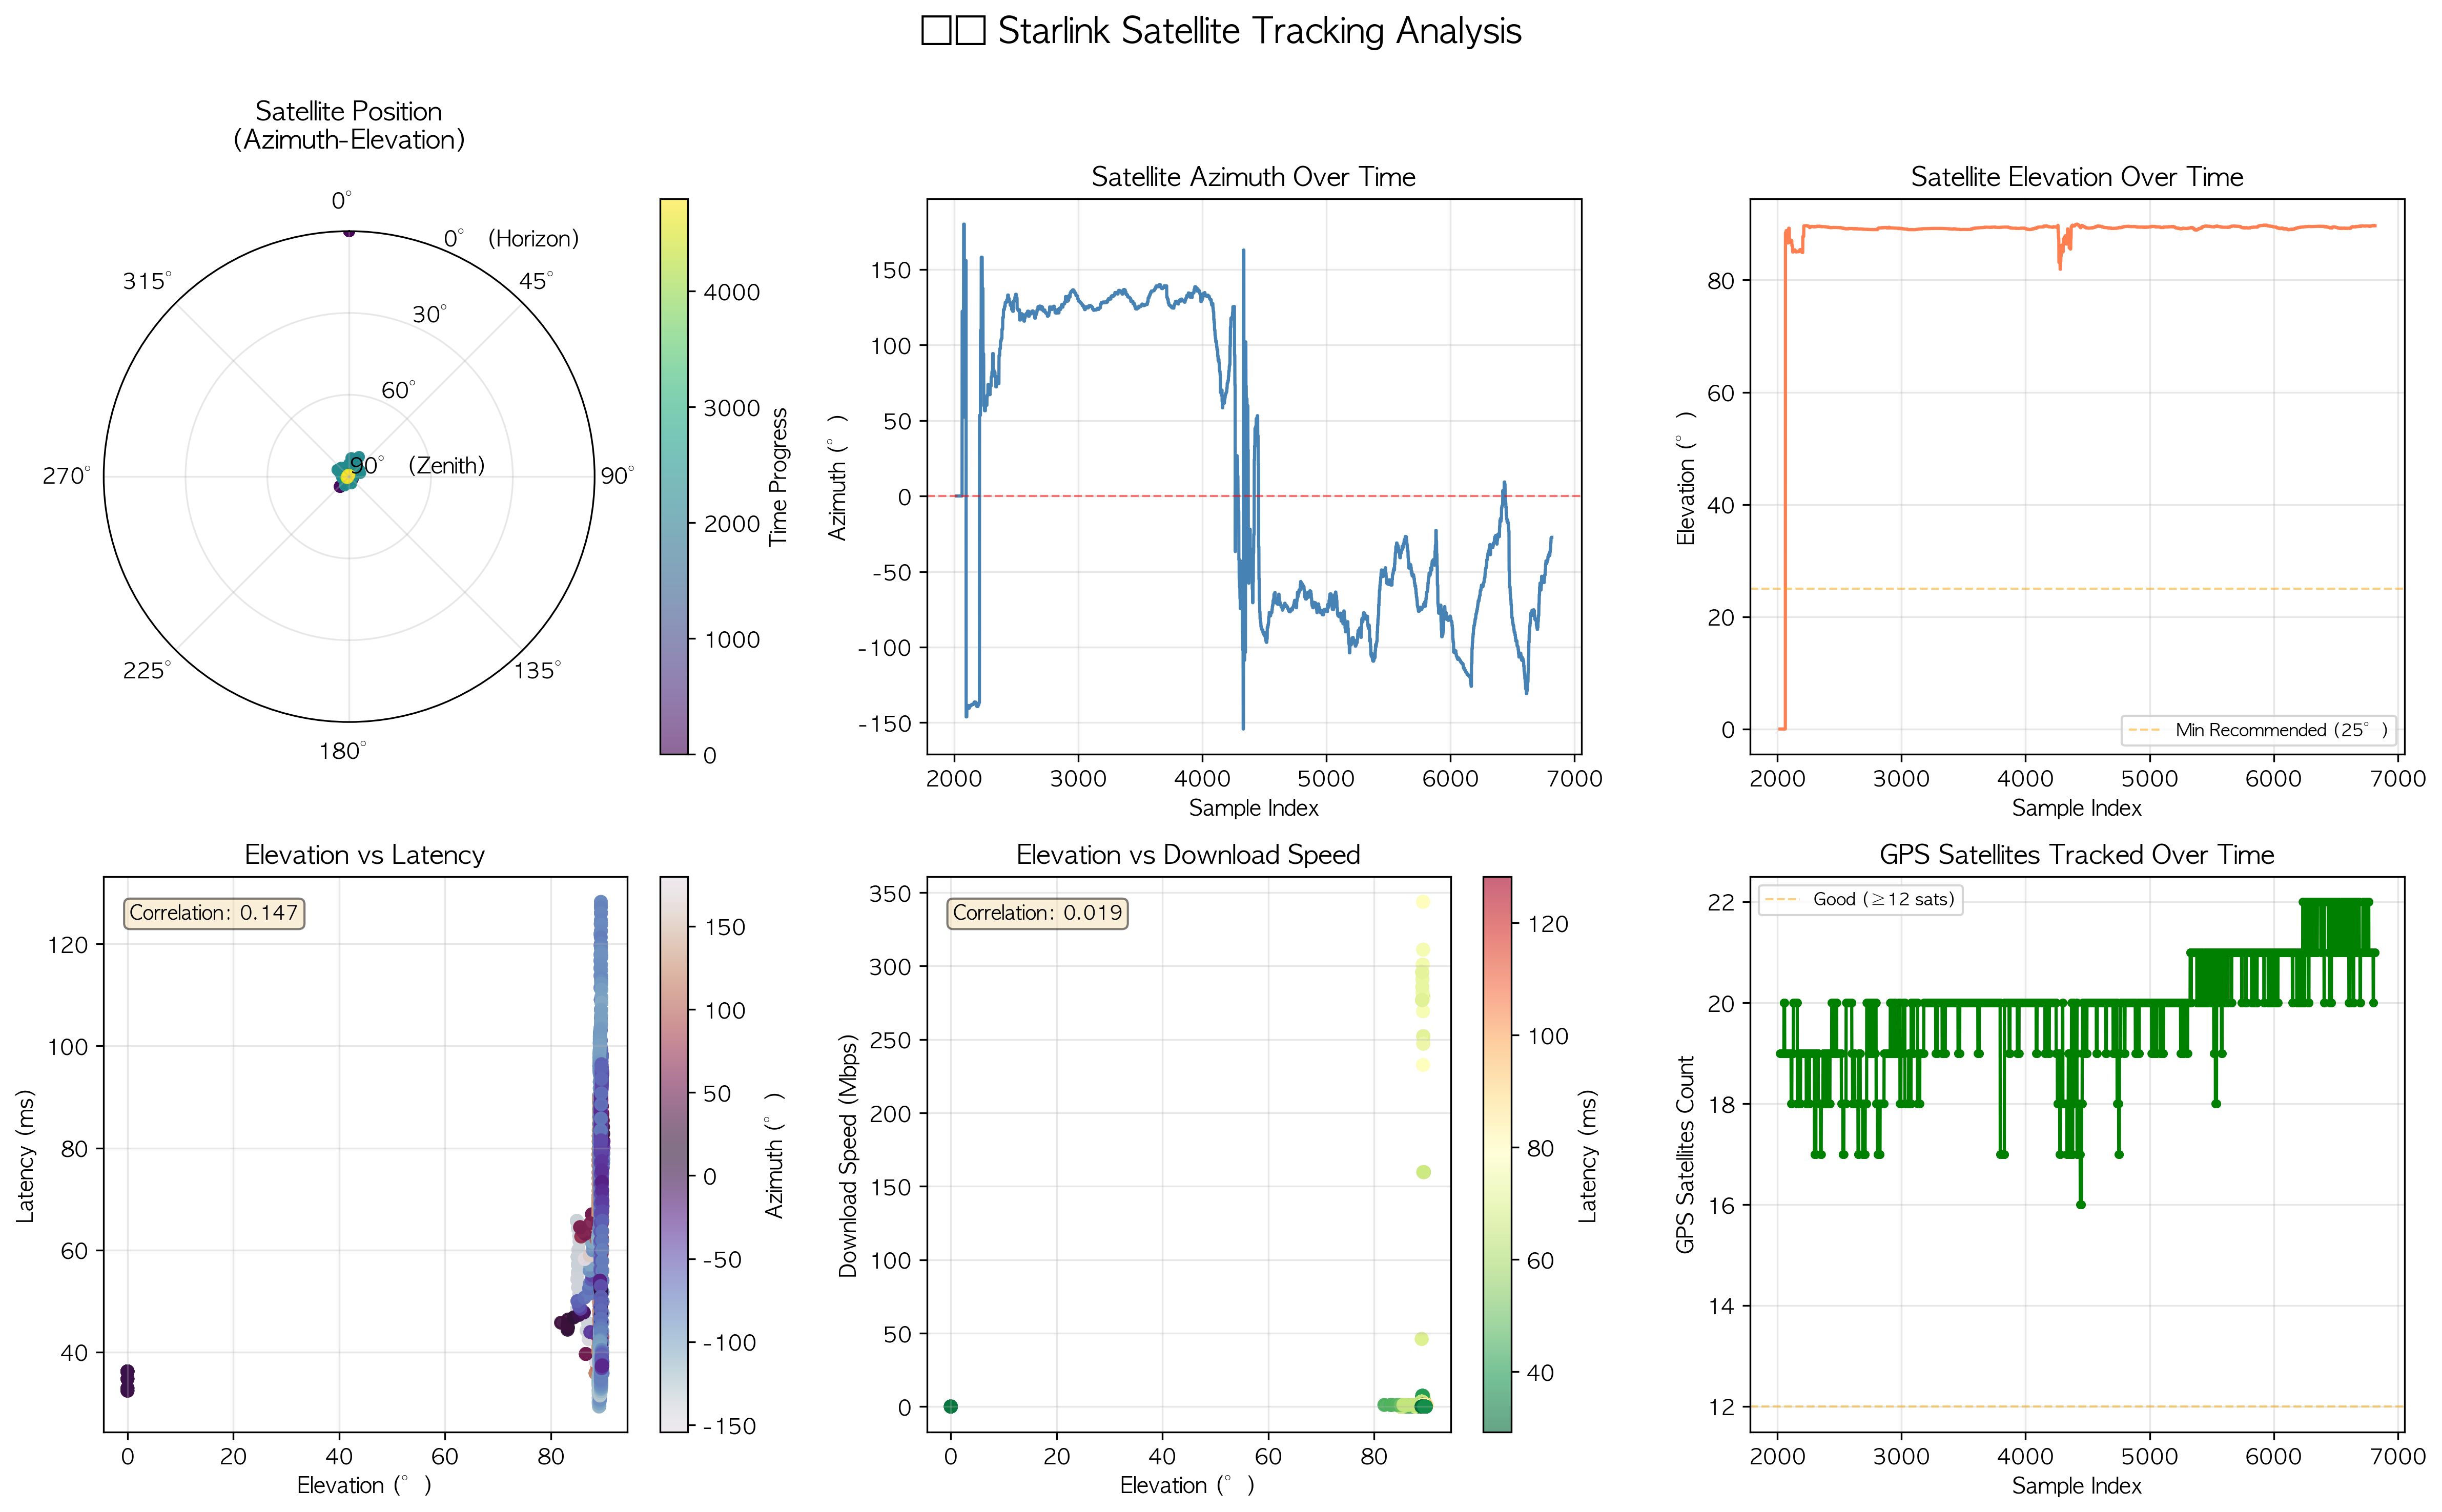 □□ Starlink Satellite Tracking Analysis
Satellite Position
(Azimuth-Elevation)
0°
45°
90°
135°
180°
225°
270°
315°
0° (Horizon)
30°
60°
90° (Zenith)
4000
3000
2000
1000
0
Time Progress
Satellite Azimuth Over Time
150
100
50
0
-50
-100
-150
Azimuth (°)
2000 3000 4000 5000 6000 7000
Sample Index
Satellite Elevation Over Time
80
60
40
20
0
Elevation (°)
Min Recommended (25°)
2000 3000 4000 5000 6000 7000
Sample Index
Elevation vs Latency
Correlation: 0.147
120
100
80
60
40
Latency (ms)
0 20 40 60 80
Elevation (°)
150
100
50
0
-50
-100
-150
Azimuth (°)
Elevation vs Download Speed
Correlation: 0.019
350
300
250
200
150
100
50
0
Download Speed (Mbps)
0 20 40 60 80
Elevation (°)
120
100
80
60
40
Latency (ms)
GPS Satellites Tracked Over Time
Good (≥12 sats)
22
20
18
16
14
12
GPS Satellites Count
2000 3000 4000 5000 6000 7000
Sample Index